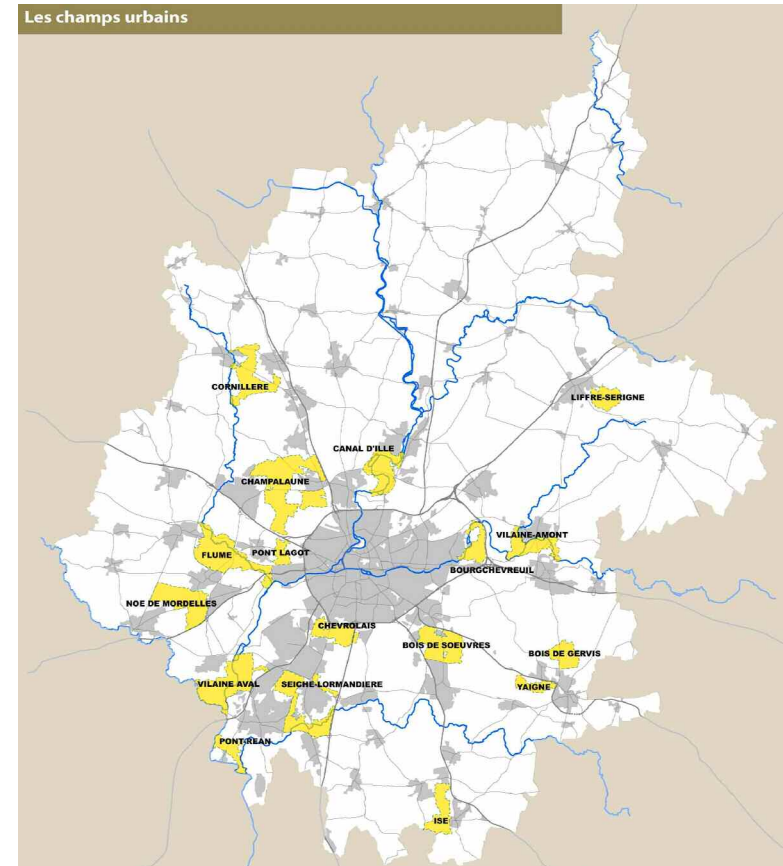 Les champs urbains
CORNILLERE
LIFFRE-SERIGNE
CANAL D'ILLE
CHAMPALAUNE
VILAINE-AMONT
FLUME
PONT LAGOT
BOURGCHEVREUIL
NOE DE MORDELLES
CHEVROLAIS
BOIS DE SOEUVRES
BOIS DE GERVIS
VILAINE AVAL
SEICHE-LORMANDIERE
YAIGNE
PONT-REAN
ISE